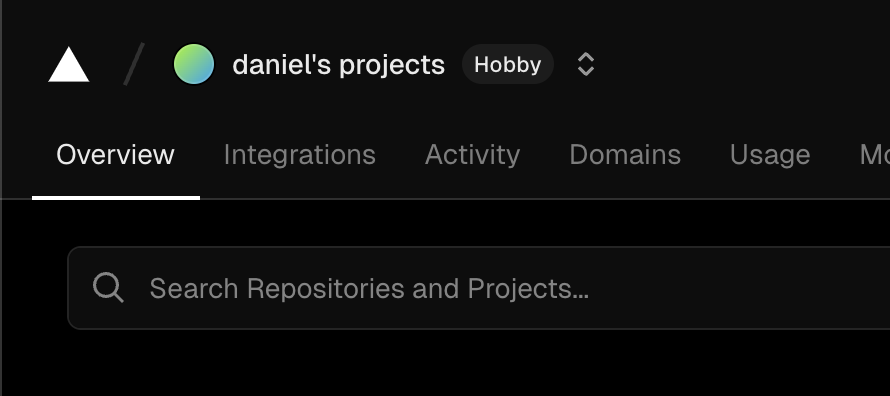 daniel's projects Hobby
Overview Integrations Activity Domains Usage
Search Repositories and Projects...